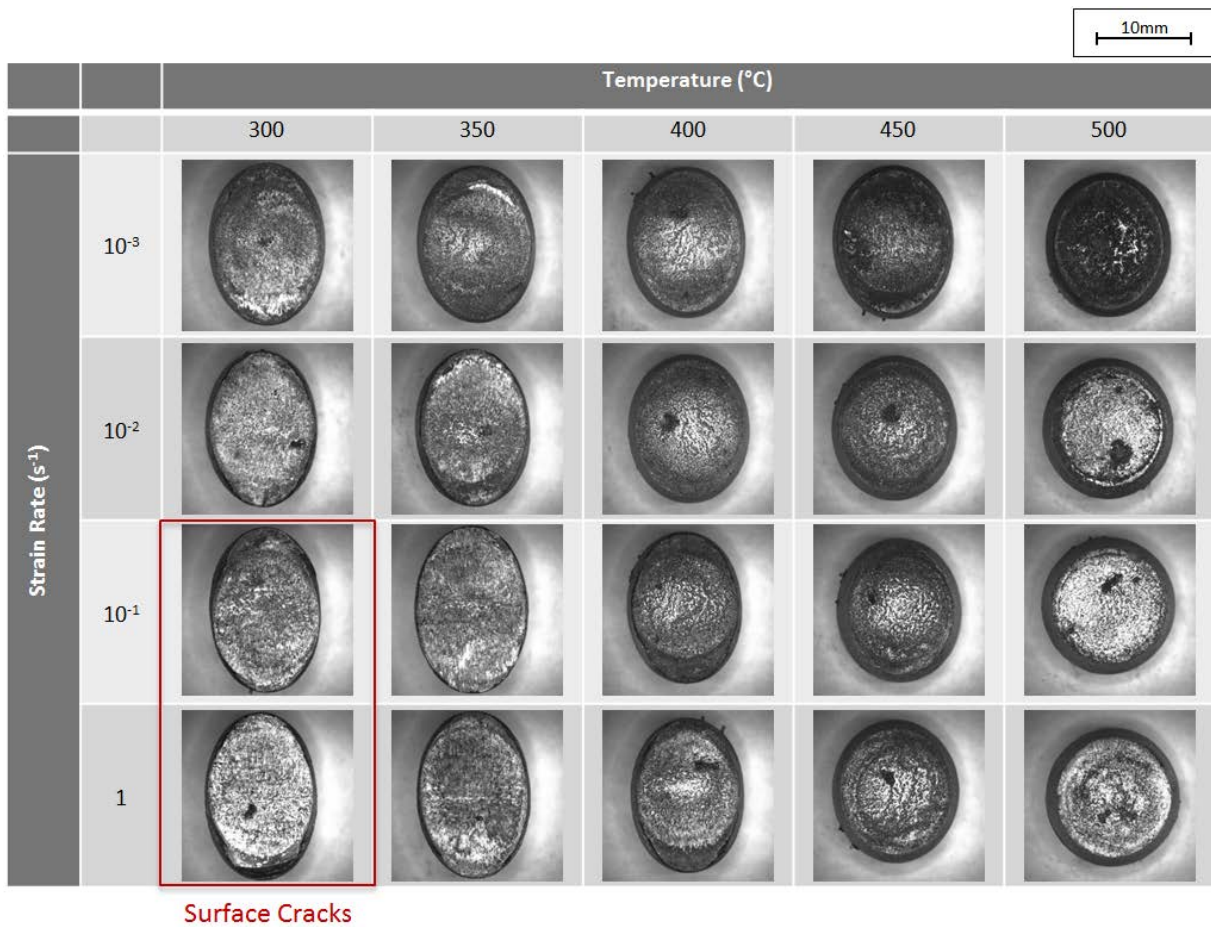 10mm
Temperature (°C)
300 350 400 450 500
Strain Rate (s⁻¹)
10⁻³
10⁻²
10⁻¹
1
Surface Cracks